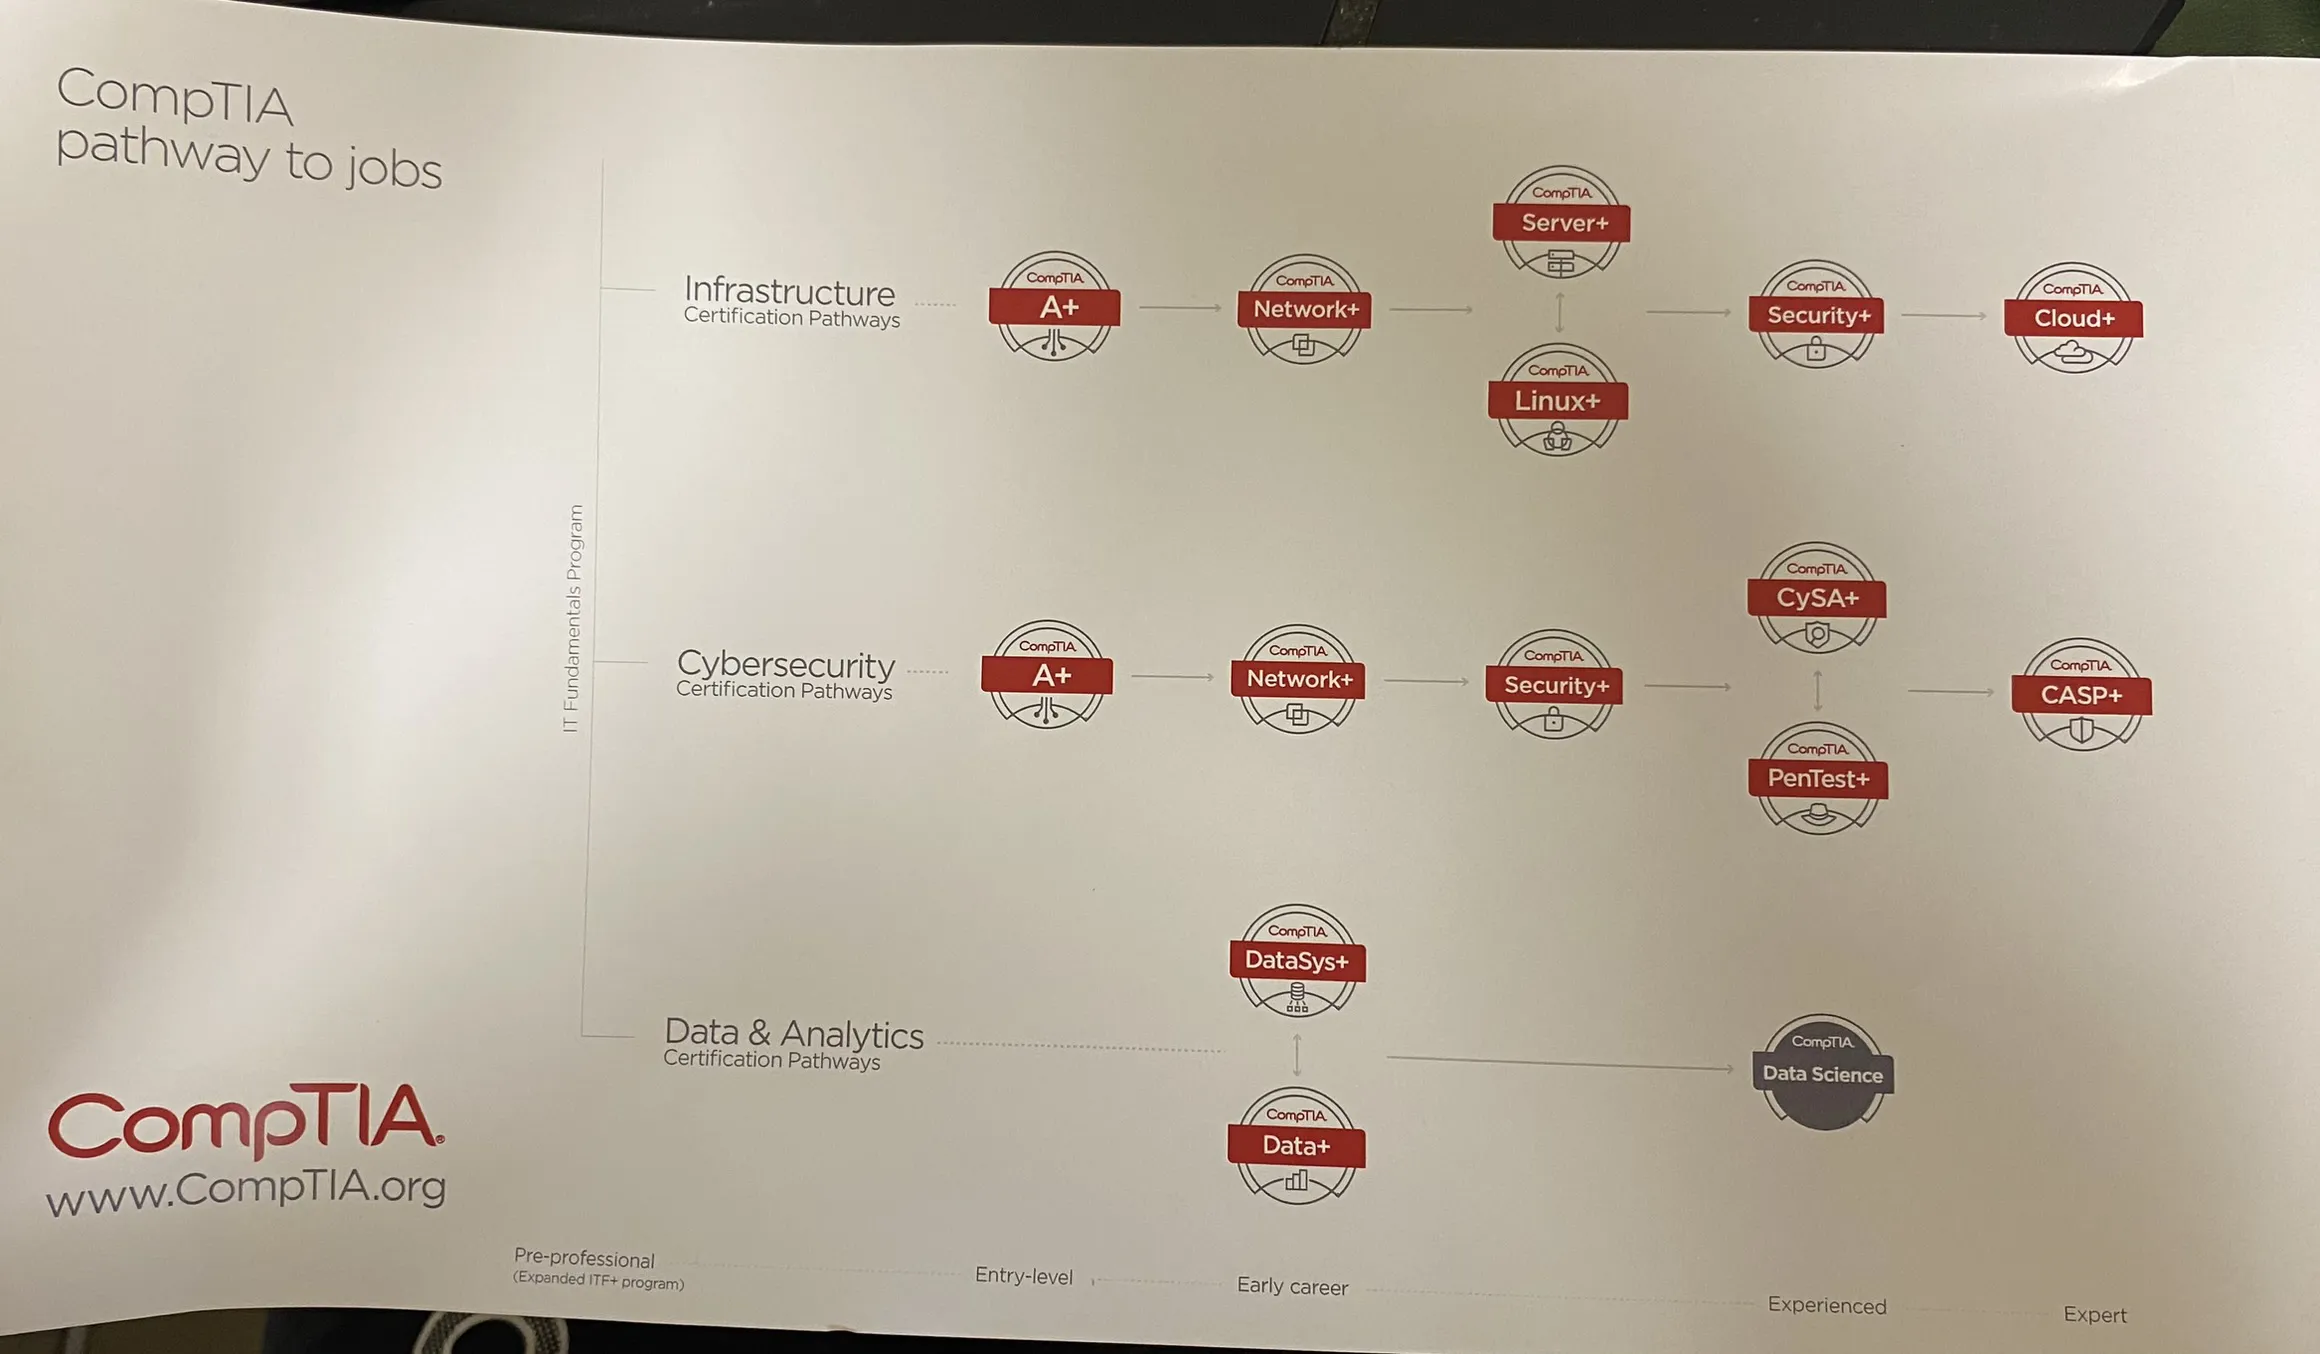 CompTIA
pathway to jobs
IT Fundamentals Program
Infrastructure
Certification Pathways
CompTIA
A+
CompTIA
Network+
CompTIA
Server+
CompTIA
Linux+
CompTIA
Security+
CompTIA
Cloud+
Cybersecurity
Certification Pathways
CompTIA
A+
CompTIA
Network+
CompTIA
Security+
CompTIA
CySA+
CompTIA
PenTest+
CompTIA
CASP+
Data & Analytics
Certification Pathways
CompTIA
DataSys+
CompTIA
Data+
CompTIA
Data Science
CompTIA®
www.CompTIA.org
Pre-professional
(Expanded ITF+ program)
Entry-level
Early career
Experienced
Expert